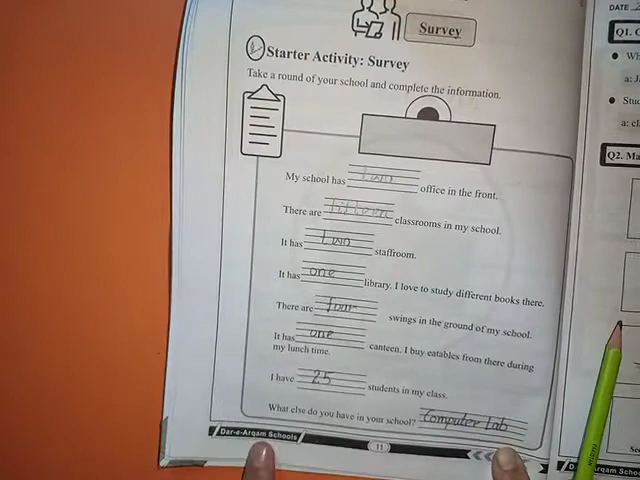 Survey
Starter Activity: Survey
Take a round of your school and complete the information.
My school has two office in the front.
There are fifteen classrooms in my school.
It has two staffroom.
It has one library. I love to study different books there.
There are four swings in the ground of my school.
It has one canteen. I buy eatables from there during
my lunch time.
I have 25 students in my class.
What else do you have in your school? Computer Lab
Dar-e-Arqam Schools
11
DATE
Q1.
a:
a:
Q2.
rqam Schools